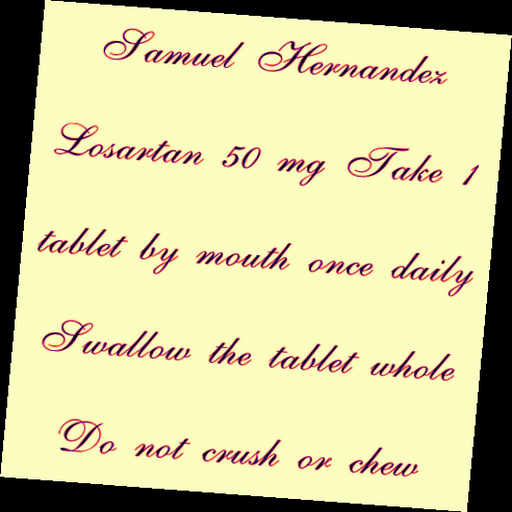 Samuel Hernandez
Losartan 50 mg Take 1
tablet by mouth once daily
Swallow the tablet whole
Do not crush or chew